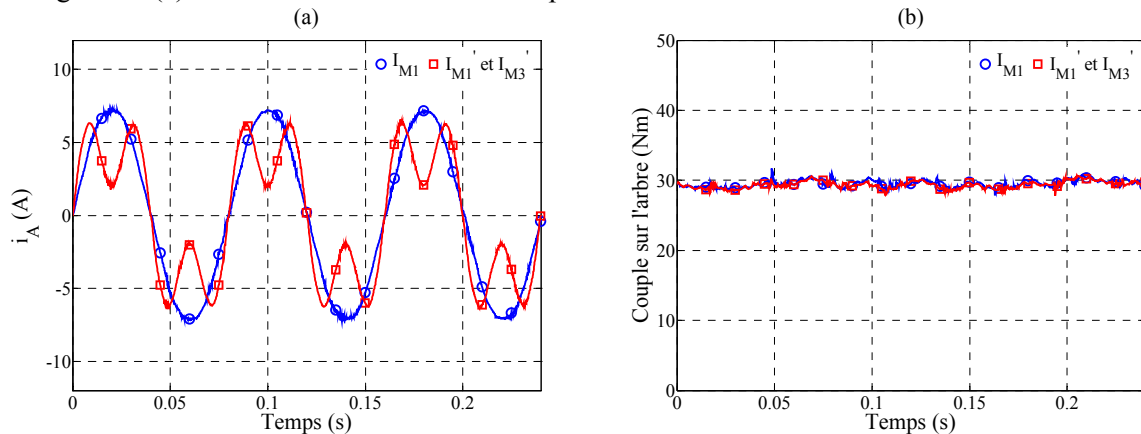 (a)
(b)
10
5
0
-5
-10
i_A (A)
0
0.05
0.1
0.15
0.2
Temps (s)
I_M1
I_M1' et I_M3'
50
40
30
20
10
0
Couple sur l'arbre (Nm)
0
0.05
0.1
0.15
0.2
Temps (s)
I_M1
I_M1' et I_M3'